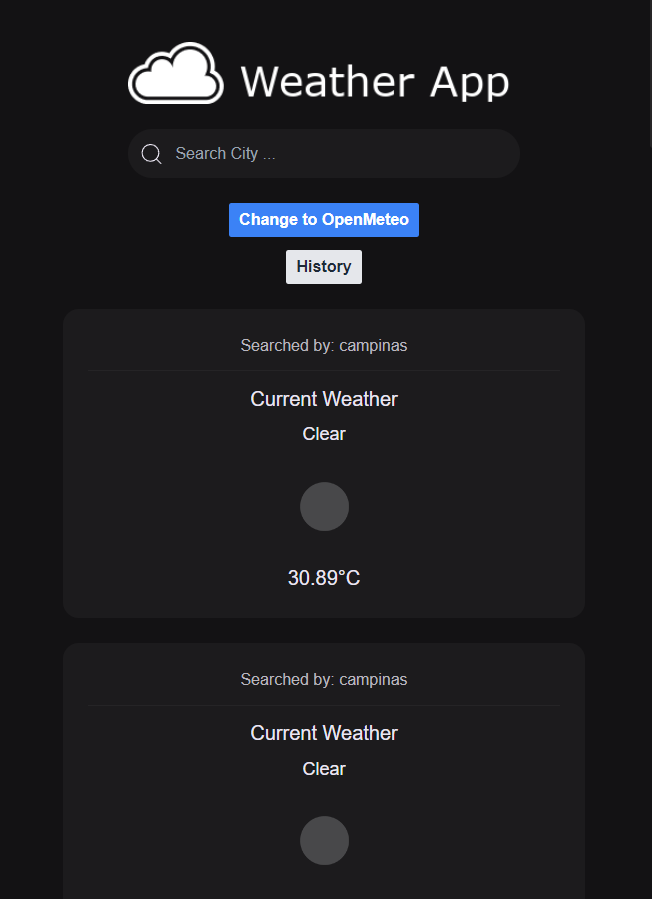 Weather App
Search City ...
Change to OpenMeteo
History
Searched by: campinas
Current Weather
Clear
30.89°C
Searched by: campinas
Current Weather
Clear